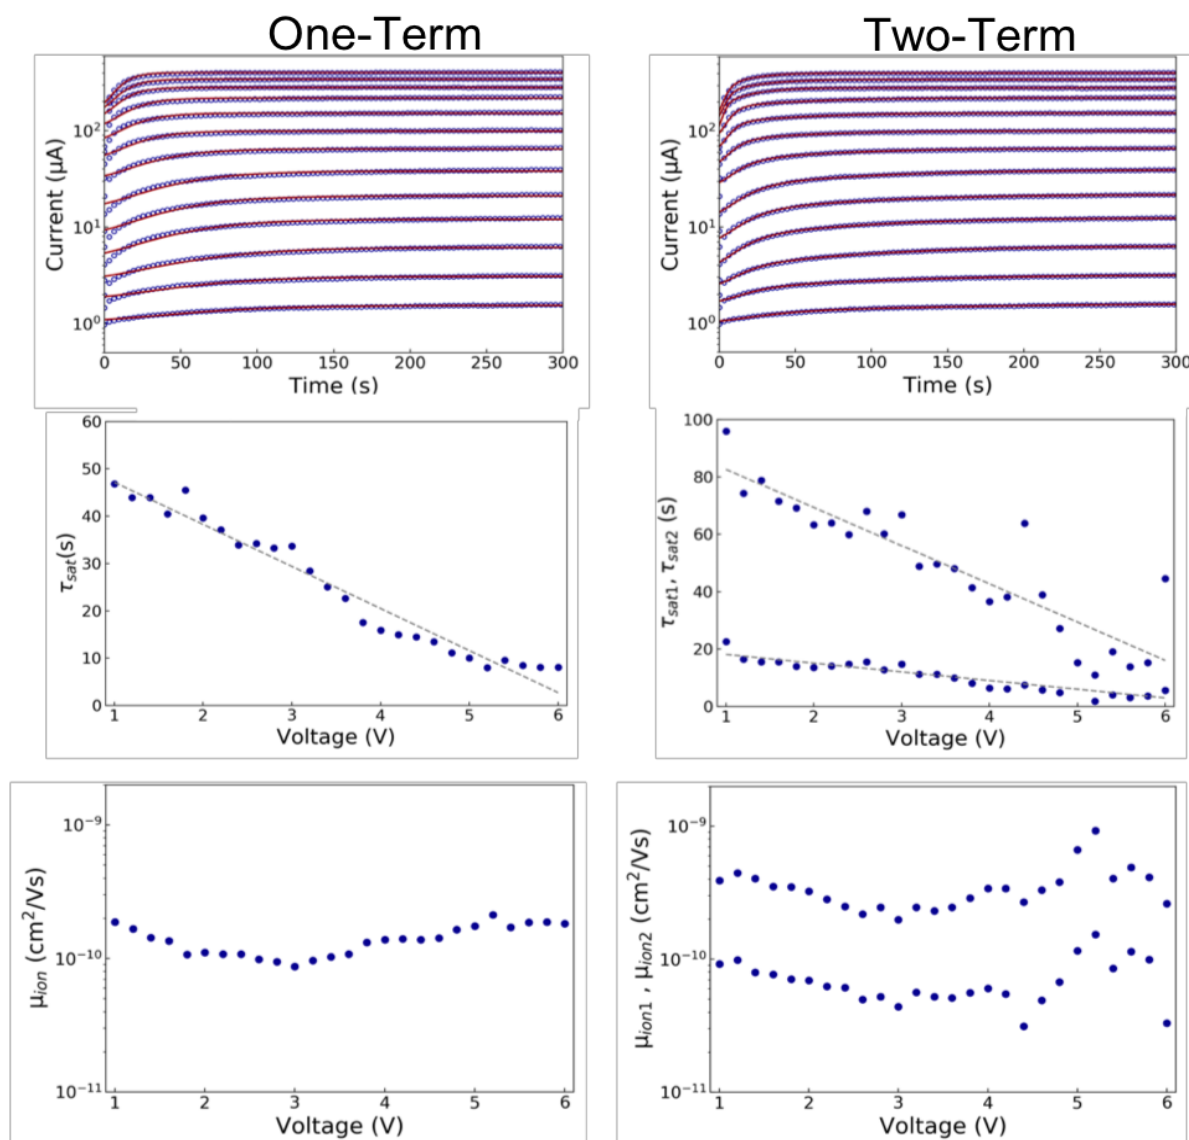 One-Term
Two-Term
Current (μA)
10²
10¹
10⁰
0 50 100 150 200 250 300
Time (s)
Current (μA)
10²
10¹
10⁰
0 50 100 150 200 250 300
Time (s)
τsat(s)
60
50
40
30
20
10
0
1 2 3 4 5 6
Voltage (V)
τsat1, τsat2 (s)
100
80
60
40
20
0
1 2 3 4 5 6
Voltage (V)
μion (cm²/Vs)
10⁻⁹
10⁻¹⁰
10⁻¹¹
1 2 3 4 5 6
Voltage (V)
μion1 , μion2 (cm²/Vs)
10⁻⁹
10⁻¹⁰
10⁻¹¹
1 2 3 4 5 6
Voltage (V)